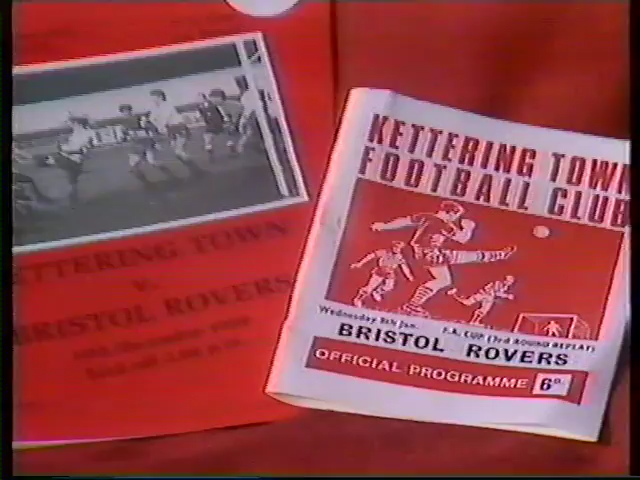 KETTERING TOWN
v.
BRISTOL ROVERS
KETTERING TOWN
FOOTBALL CLUB
Wednesday 8th Jan. F.A. CUP (3rd ROUND REPLAY)
BRISTOL ROVERS
OFFICIAL PROGRAMME 6D.